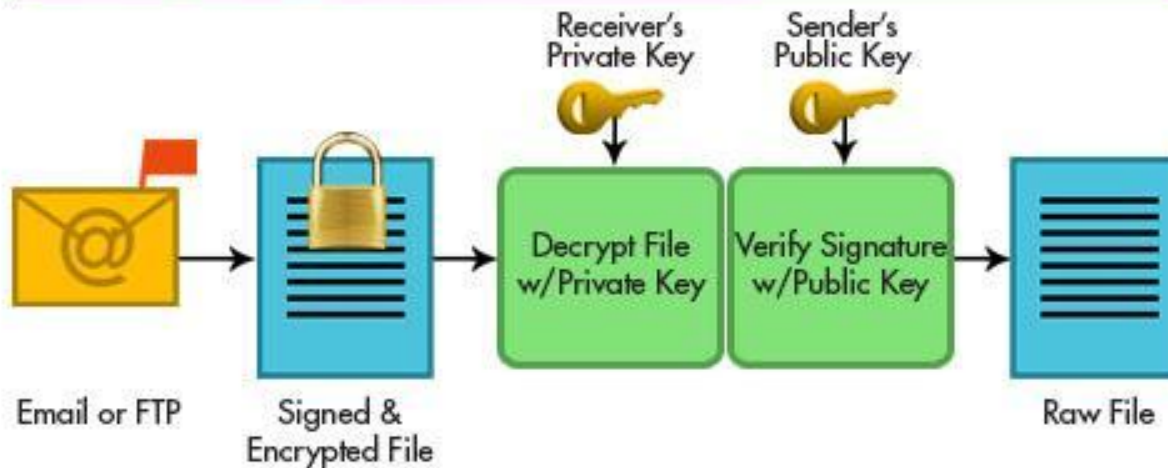 Receiver's
Private Key
Sender's
Public Key
@
Decrypt File
w/Private Key
Verify Signature
w/Public Key
Email or FTP
Signed &
Encrypted File
Raw File